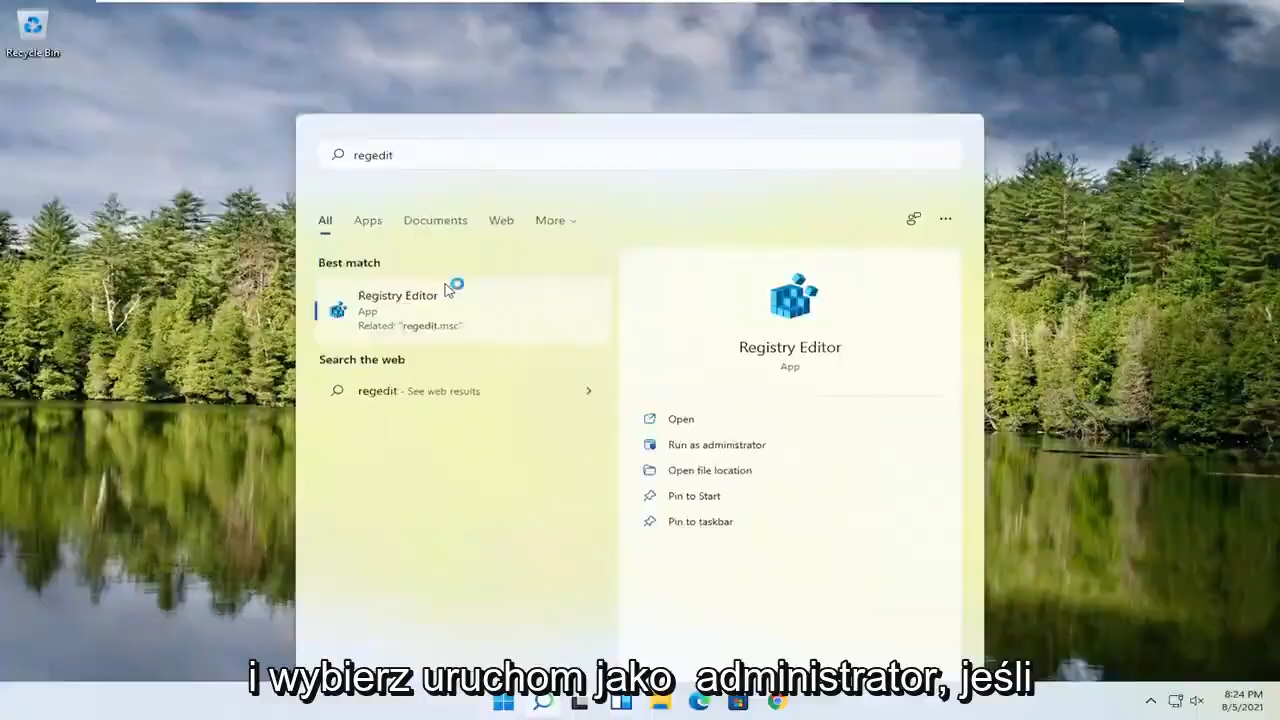 Recycle Bin
regedit
All Apps Documents Web More
Best match
Registry Editor
App
Related: "regedit.msc"
Search the web
regedit - See web results
Registry Editor
App
Open
Run as administrator
Open file location
Pin to Start
Pin to taskbar
i wybierz uruchom jako administrator, jeśli
8:24 PM
8/5/2021